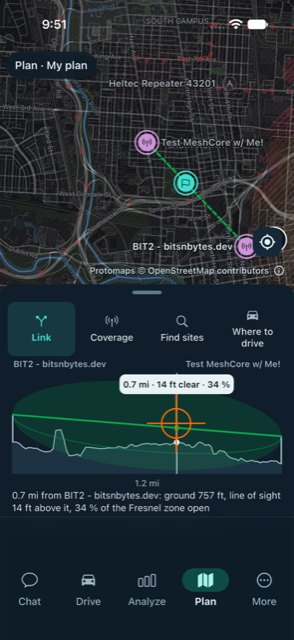 9:51
SOUTH CAMPUS
Plan · My plan
Heltec Repeater 43201
Test MeshCore w/ Me!
BIT2 - bitsnbytes.dev
Protomaps © OpenStreetMap contributors
Link
Coverage
Find sites
Where to
drive
BIT2 - bitsnbytes.dev
Test MeshCore w/ Me!
0.7 mi · 14 ft clear · 34 %
1.2 mi
0.7 mi from BIT2 - bitsnbytes.dev: ground 757 ft, line of sight
14 ft above it, 34 % of the Fresnel zone open
Chat
Drive
Analyze
Plan
More